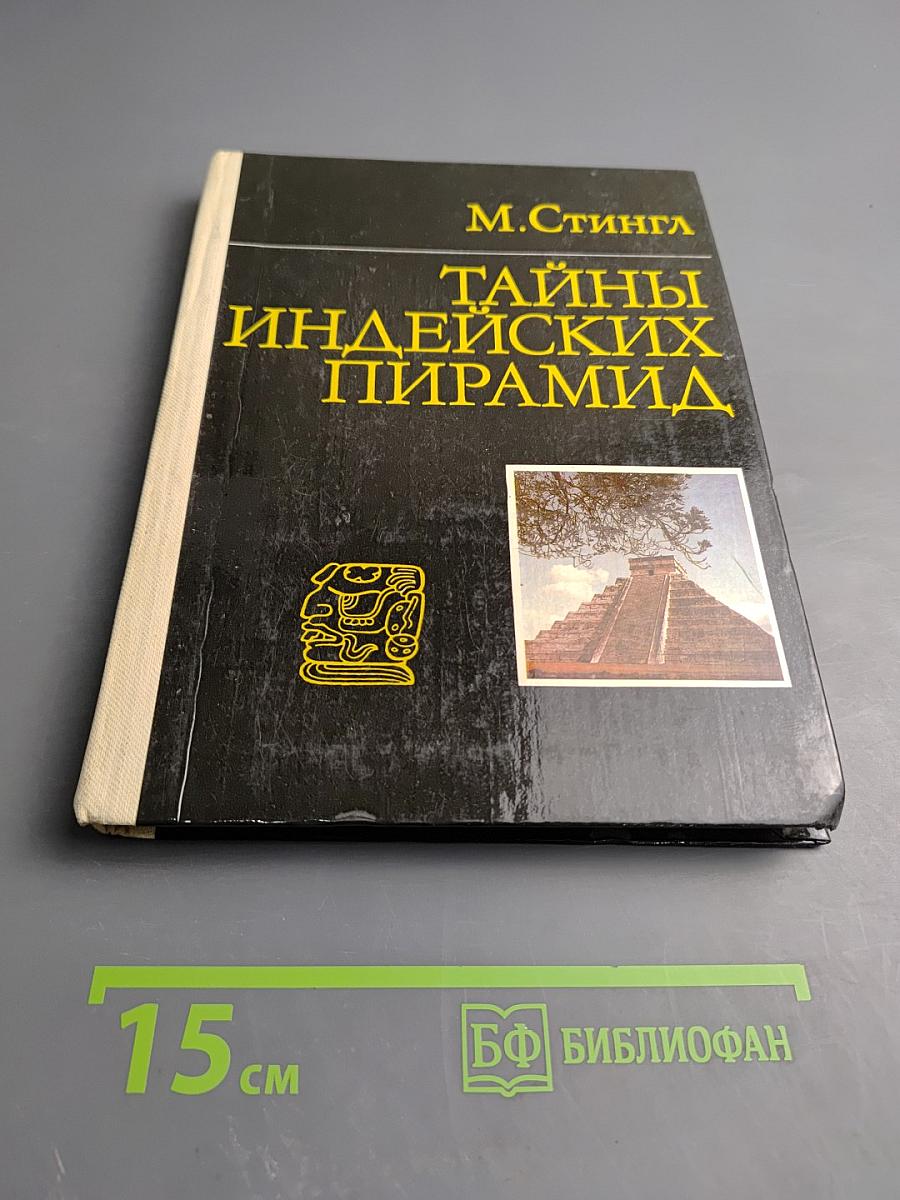 М.Стингл
ТАЙНЫ
ИНДЕЙСКИХ
ПИРАМИД
15 см
БФ БИБЛИОФАН